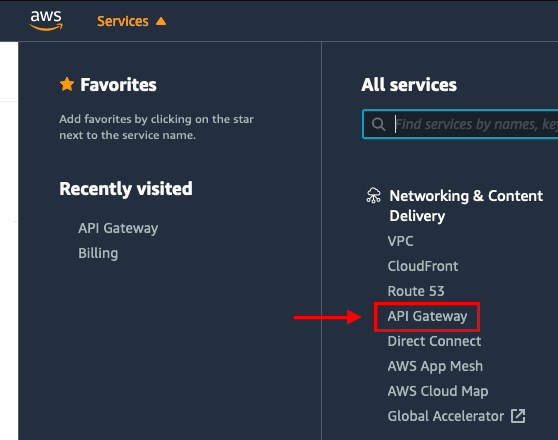 aws
Services
Favorites
Add favorites by clicking on the star
next to the service name.
Recently visited
API Gateway
Billing
All services
Find services by names, key
Networking & Content
Delivery
VPC
CloudFront
Route 53
API Gateway
Direct Connect
AWS App Mesh
AWS Cloud Map
Global Accelerator